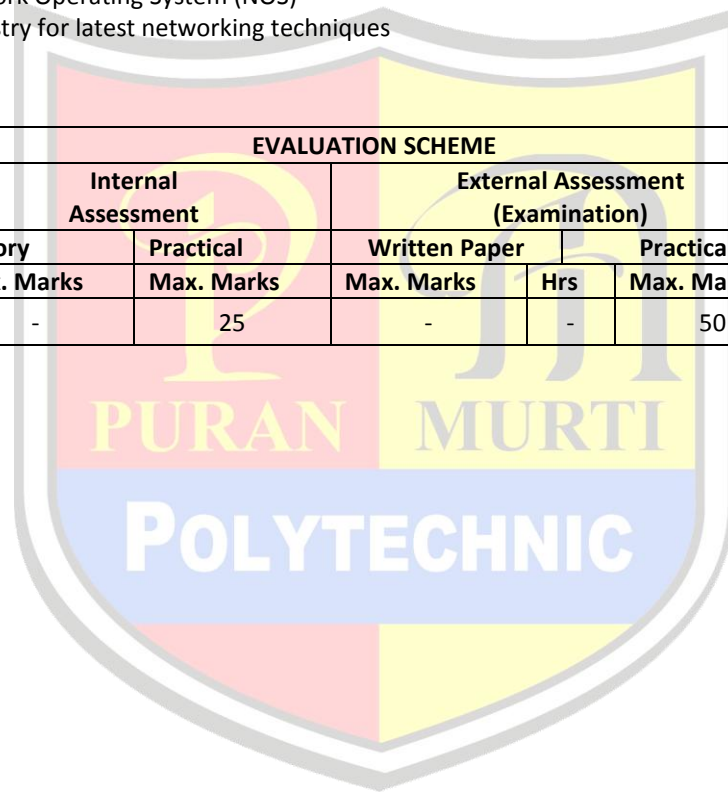 ork Operating System (NOS)
stry for latest networking techniques
EVALUATION SCHEME
Internal Assessment
External Assessment (Examination)
ory Practical Written Paper Practica
. Marks Max. Marks Max. Marks Hrs Max. Ma
- 25 - - 50
PURAN MURTI
POLYTECHNIC